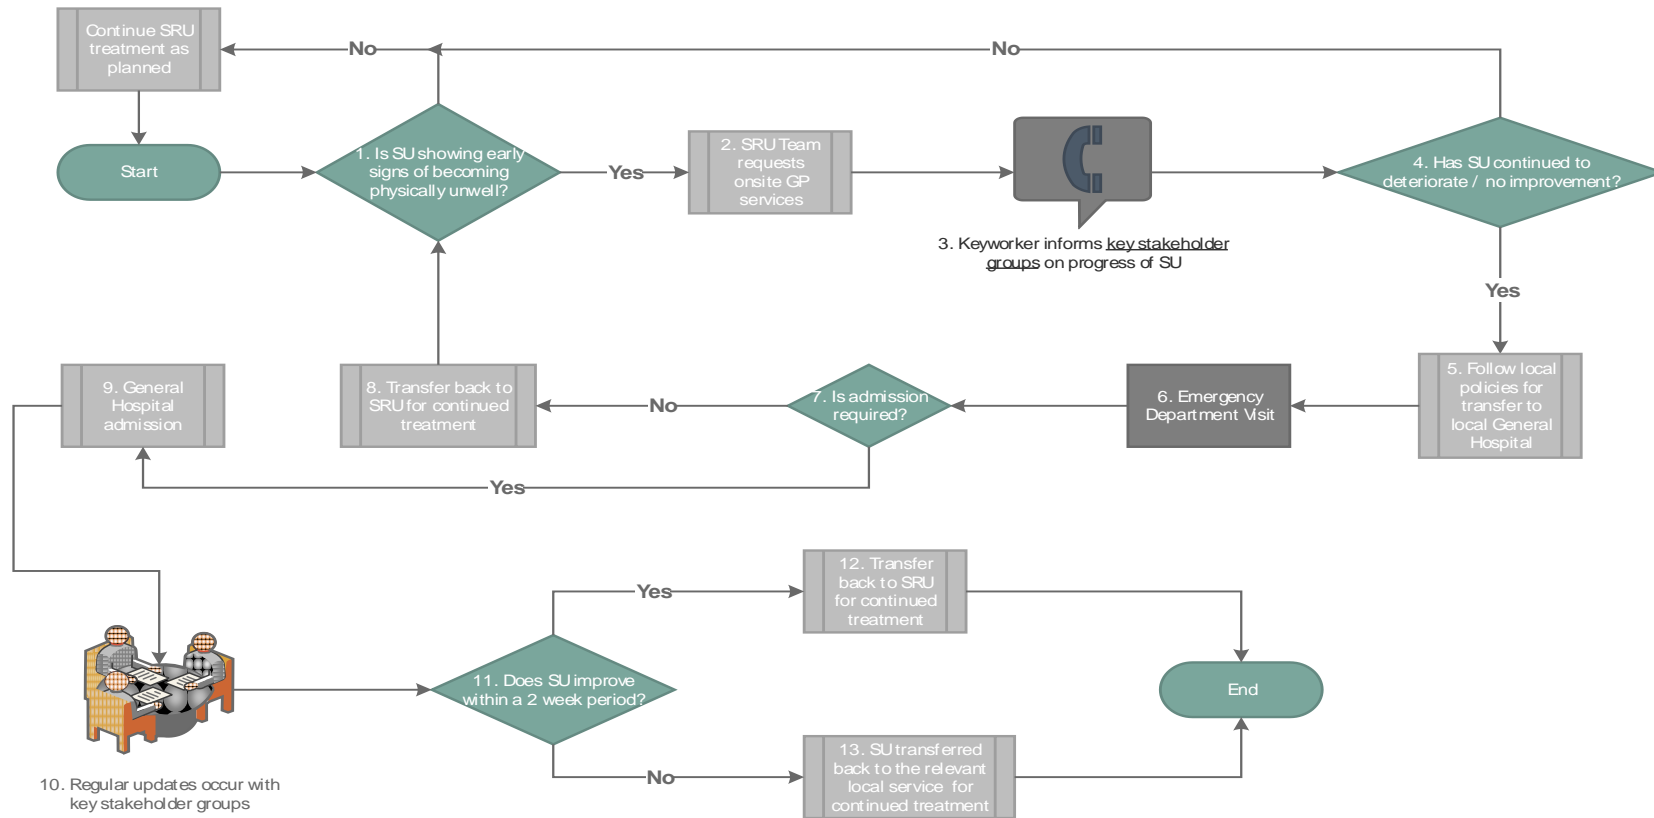 Continue SRU
treatment as
planned
No
No
Start
1. Is SU showing early
signs of becoming
physically unwell?
Yes
2. SRU Team
requests
onsite GP
services
3. Keyworker informs key stakeholder
groups on progress of SU
4. Has SU continued to
deteriorate / no improvement?
Yes
5. Follow local
policies for
transfer to
local General
Hospital
6. Emergency
Department Visit
7. Is admission
required?
No
8. Transfer back to
SRU for continued
treatment
9. General
Hospital
admission
Yes
10. Regular updates occur with
key stakeholder groups
11. Does SU improve
within a 2 week period?
Yes
12. Transfer
back to SRU
for continued
treatment
No
13. SU transferred
back to the relevant
local service for
continued treatment
End